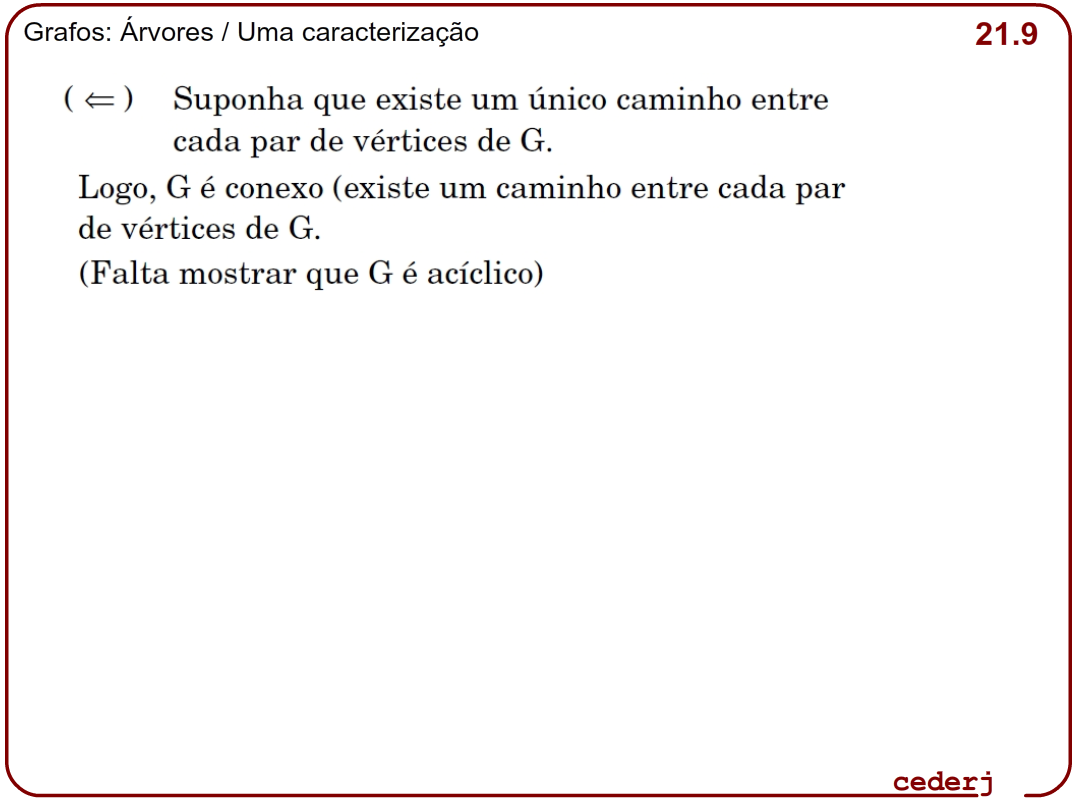 Grafos: Árvores / Uma caracterização
21.9
( ⇐ ) Suponha que existe um único caminho entre
cada par de vértices de G.
Logo, G é conexo (existe um caminho entre cada par
de vértices de G.
(Falta mostrar que G é acíclico)
cederj